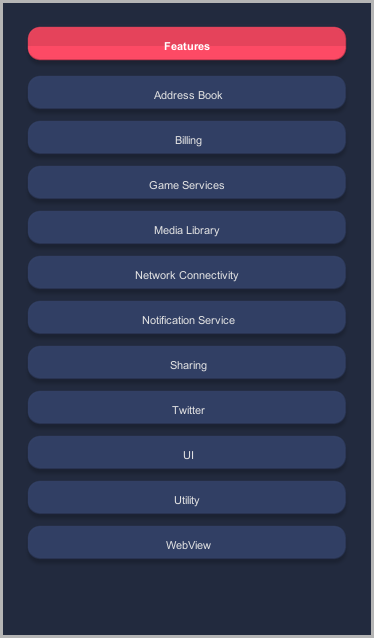 Features
Address Book
Billing
Game Services
Media Library
Network Connectivity
Notification Service
Sharing
Twitter
UI
Utility
WebView